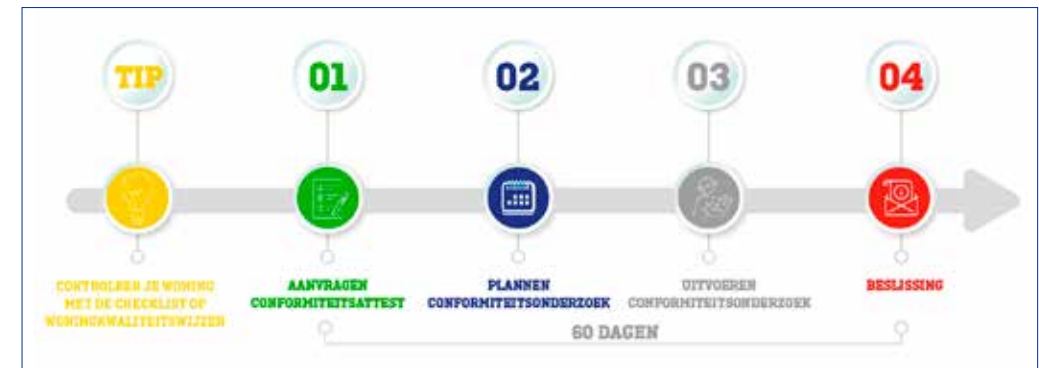 TIP
01
02
03
04
CONTROLEER JE WONING
MET DE CHECKLIST OF
WONINGKWALITEITSWIJZER
AANVRAGEN
CONFORMITEITSATTEST
PLANNEN
CONFORMITEITSONDERZOEK
UITVOEREN
CONFORMITEITSONDERZOEK
BESLISSING
60 DAGEN